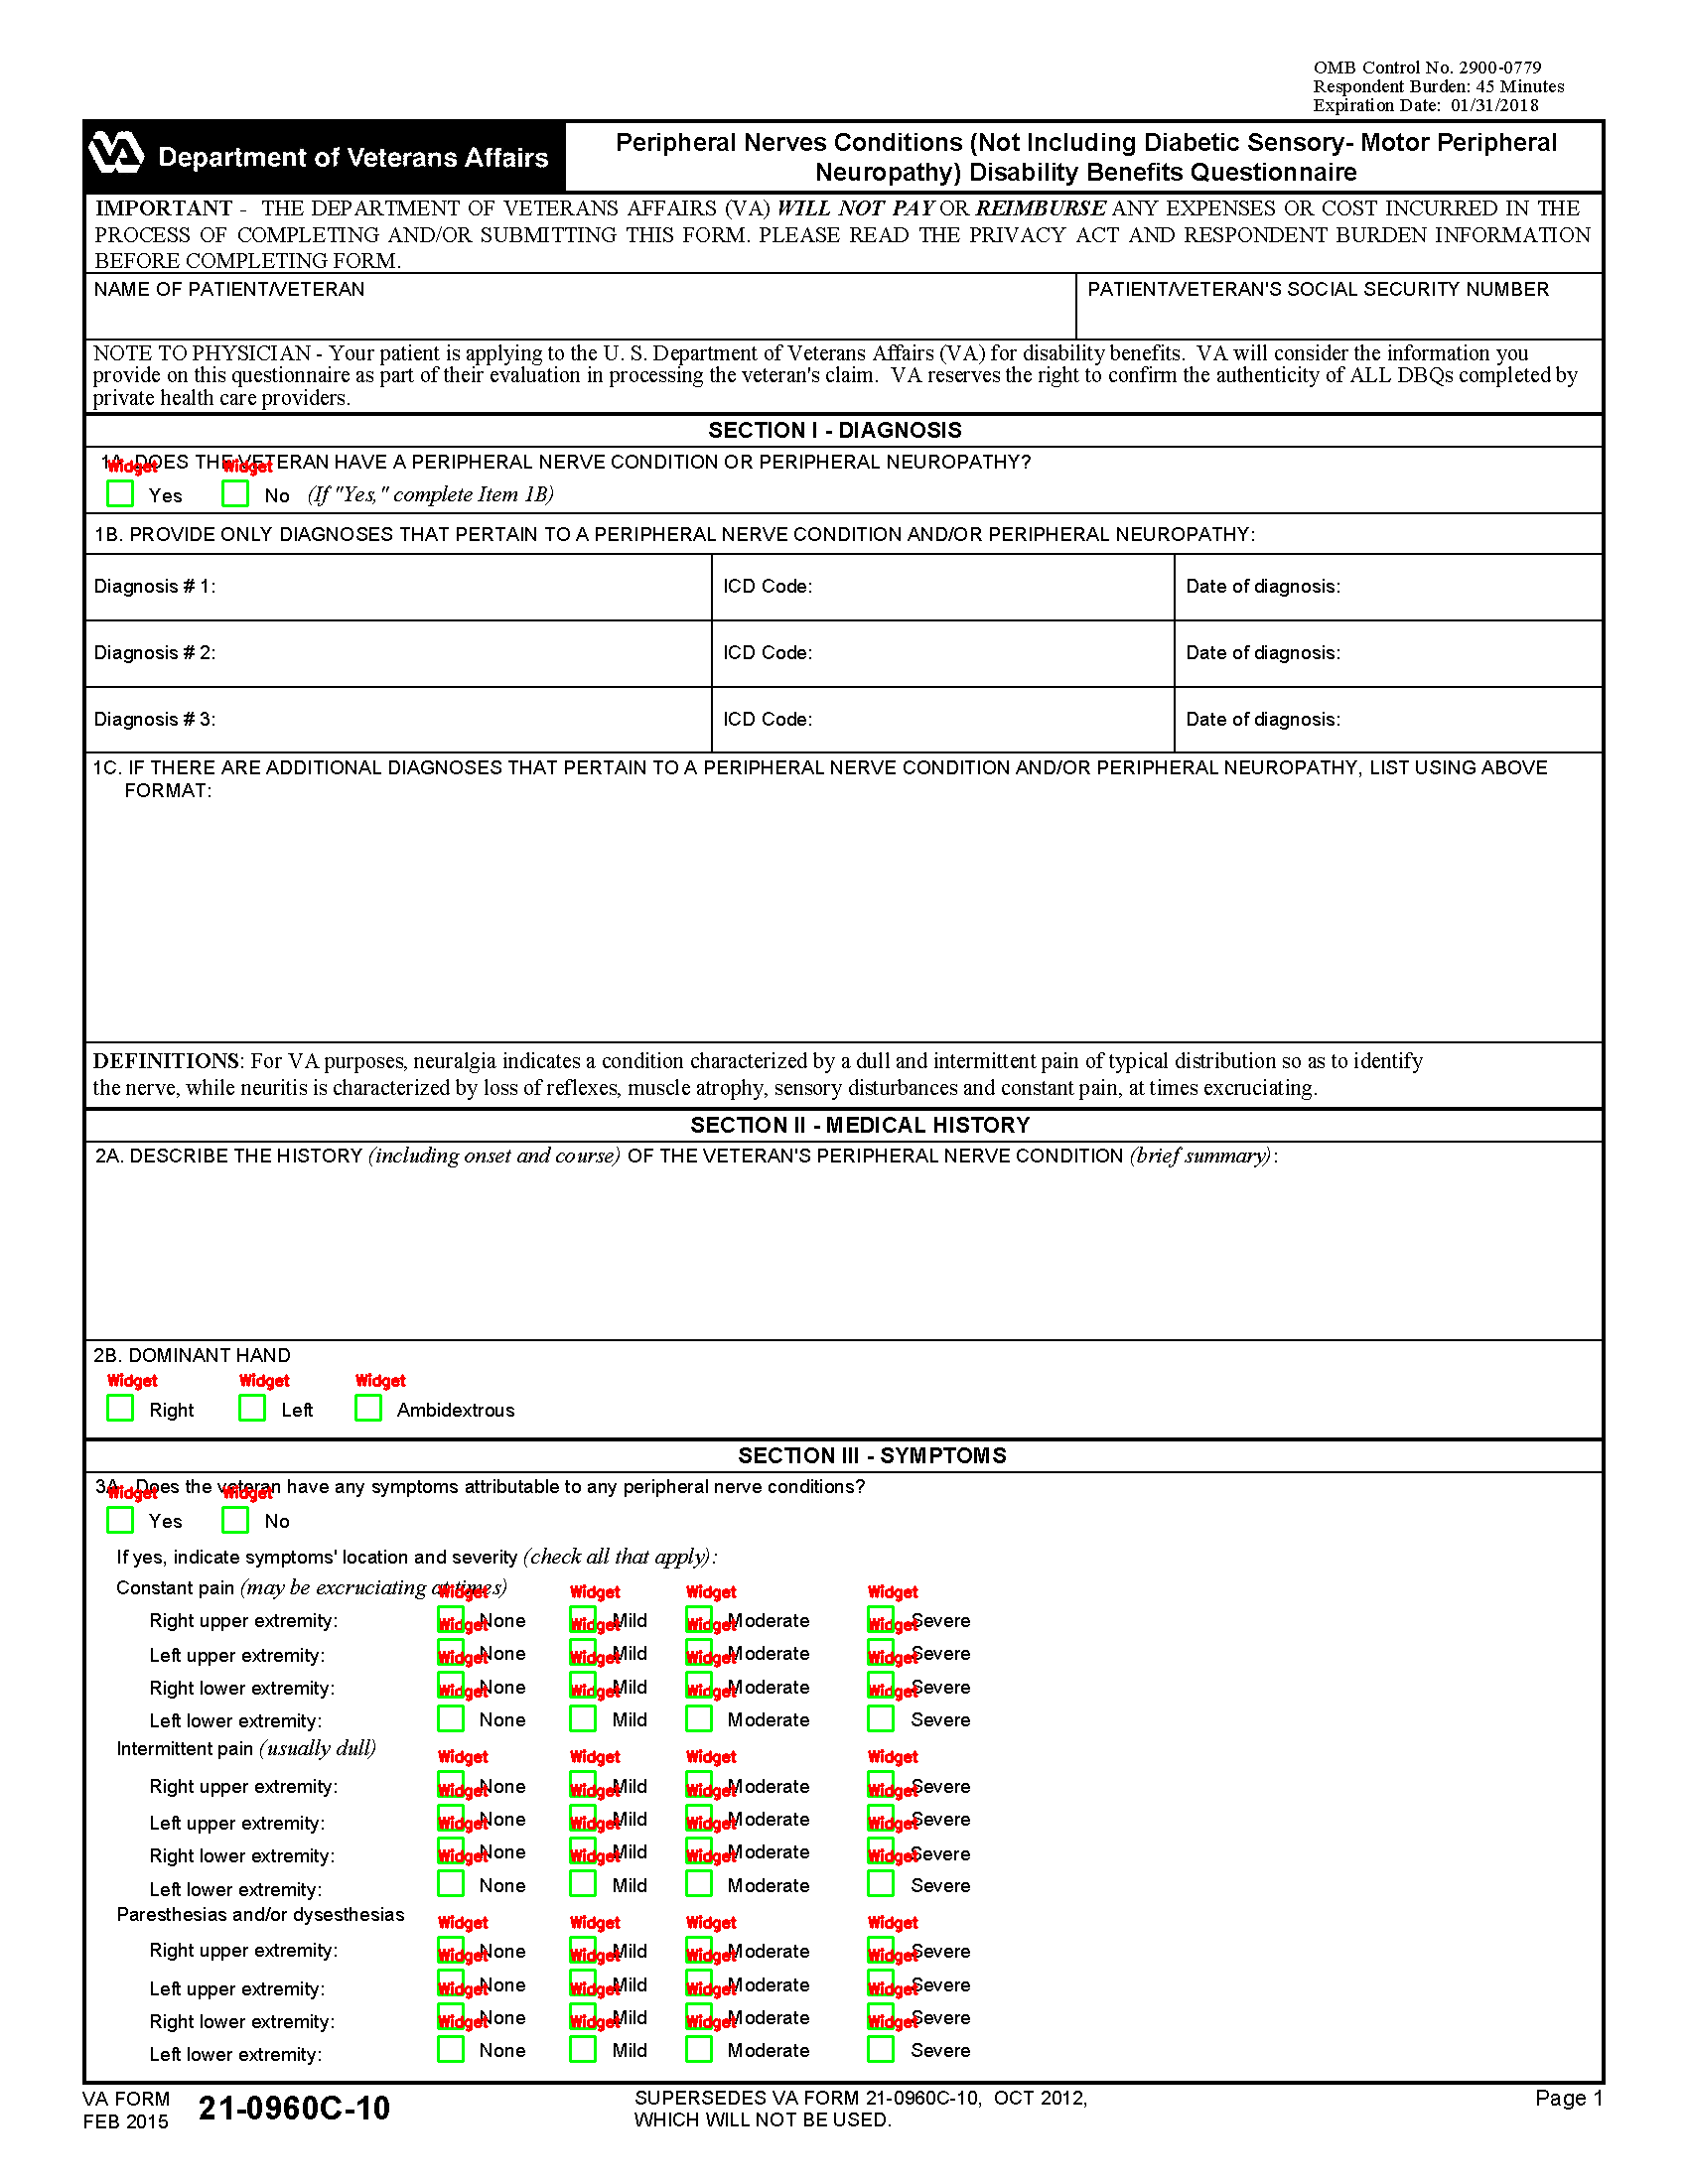 OMB Control No. 2900-0779
Respondent Burden: 45 Minutes
Expiration Date: 01/31/2018
VA Department of Veterans Affairs
Peripheral Nerves Conditions (Not Including Diabetic Sensory- Motor Peripheral
Neuropathy) Disability Benefits Questionnaire
IMPORTANT - THE DEPARTMENT OF VETERANS AFFAIRS (VA) WILL NOT PAY OR REIMBURSE ANY EXPENSES OR COST INCURRED IN THE
PROCESS OF COMPLETING AND/OR SUBMITTING THIS FORM. PLEASE READ THE PRIVACY ACT AND RESPONDENT BURDEN INFORMATION
BEFORE COMPLETING FORM.
NAME OF PATIENT/VETERAN
PATIENT/VETERAN'S SOCIAL SECURITY NUMBER
NOTE TO PHYSICIAN - Your patient is applying to the U. S. Department of Veterans Affairs (VA) for disability benefits. VA will consider the information you
provide on this questionnaire as part of their evaluation in processing the veteran's claim. VA reserves the right to confirm the authenticity of ALL DBQs completed by
private health care providers.
SECTION I - DIAGNOSIS
1A. DOES THE VETERAN HAVE A PERIPHERAL NERVE CONDITION OR PERIPHERAL NEUROPATHY?
Widget Widget
Yes No (If "Yes," complete Item 1B)
1B. PROVIDE ONLY DIAGNOSES THAT PERTAIN TO A PERIPHERAL NERVE CONDITION AND/OR PERIPHERAL NEUROPATHY:
Diagnosis # 1: ICD Code: Date of diagnosis:
Diagnosis # 2: ICD Code: Date of diagnosis:
Diagnosis # 3: ICD Code: Date of diagnosis:
1C. IF THERE ARE ADDITIONAL DIAGNOSES THAT PERTAIN TO A PERIPHERAL NERVE CONDITION AND/OR PERIPHERAL NEUROPATHY, LIST USING ABOVE
FORMAT:
DEFINITIONS: For VA purposes, neuralgia indicates a condition characterized by a dull and intermittent pain of typical distribution so as to identify
the nerve, while neuritis is characterized by loss of reflexes, muscle atrophy, sensory disturbances and constant pain, at times excruciating.
SECTION II - MEDICAL HISTORY
2A. DESCRIBE THE HISTORY (including onset and course) OF THE VETERAN'S PERIPHERAL NERVE CONDITION (brief summary):
2B. DOMINANT HAND
Widget Widget Widget
Right Left Ambidextrous
SECTION III - SYMPTOMS
3A. Does the veteran have any symptoms attributable to any peripheral nerve conditions?
Widget Widget
Yes No
If yes, indicate symptoms' location and severity (check all that apply):
Constant pain (may be excruciating at times)
Widget Widget Widget Widget
Right upper extremity: None Mild Moderate Severe
Widget Widget Widget Widget
Left upper extremity: None Mild Moderate Severe
Widget Widget Widget Widget
Right lower extremity: None Mild Moderate Severe
Widget Widget Widget Widget
Left lower extremity: None Mild Moderate Severe
Intermittent pain (usually dull)
Widget Widget Widget Widget
Right upper extremity: None Mild Moderate Severe
Widget Widget Widget Widget
Left upper extremity: None Mild Moderate Severe
Widget Widget Widget Widget
Right lower extremity: None Mild Moderate Severe
Widget Widget Widget Widget
Left lower extremity: None Mild Moderate Severe
Paresthesias and/or dysesthesias
Widget Widget Widget Widget
Right upper extremity: None Mild Moderate Severe
Widget Widget Widget Widget
Left upper extremity: None Mild Moderate Severe
Widget Widget Widget Widget
Right lower extremity: None Mild Moderate Severe
Widget Widget Widget Widget
Left lower extremity: None Mild Moderate Severe
VA FORM
FEB 2015
21-0960C-10
SUPERSEDES VA FORM 21-0960C-10, OCT 2012,
WHICH WILL NOT BE USED.
Page 1